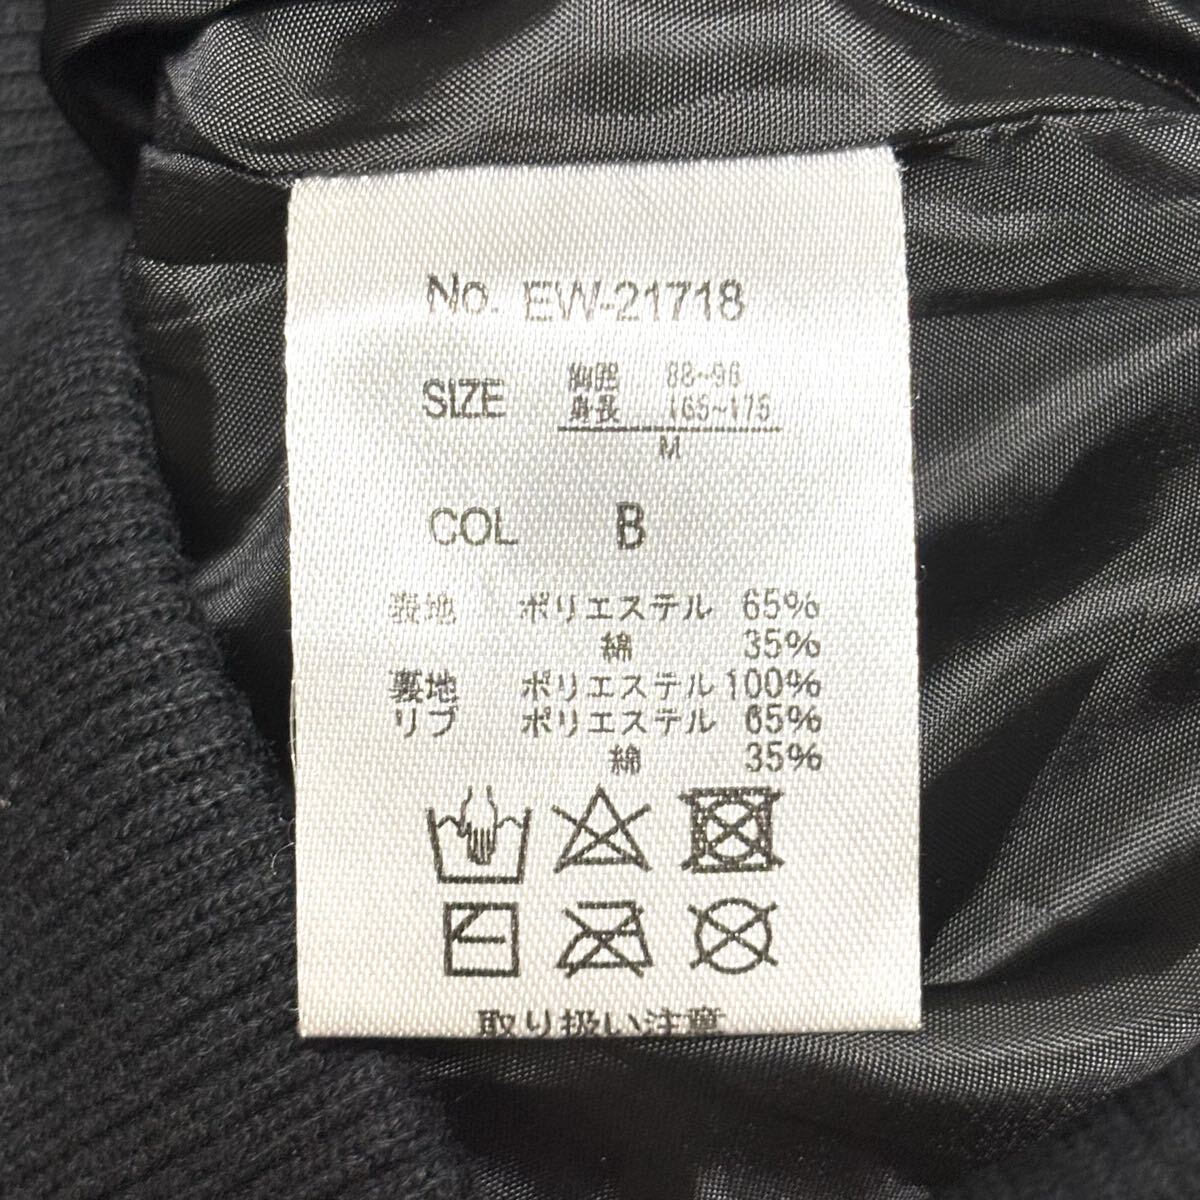 No. EW-21718
SIZE 胸囲 88~96
身長 165~175
M
COL B
表地 ポリエステル 65%
綿 35%
裏地 ポリエステル 100%
リブ ポリエステル 65%
綿 35%
取り扱い注意